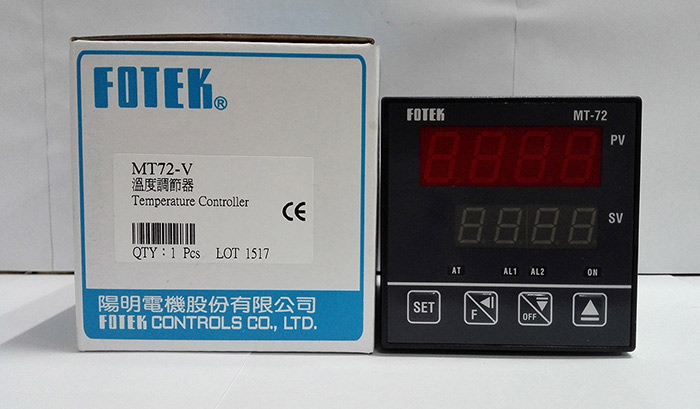 FOTEK®
MT72-V
溫度調節器
Temperature Controller
CE
QTY：1 Pcs LOT 1517
陽明電機股份有限公司
FOTEK CONTROLS CO., LTD.
FOTEK MT-72
PV
SV
AT AL1 AL2 ON
SET F OFF